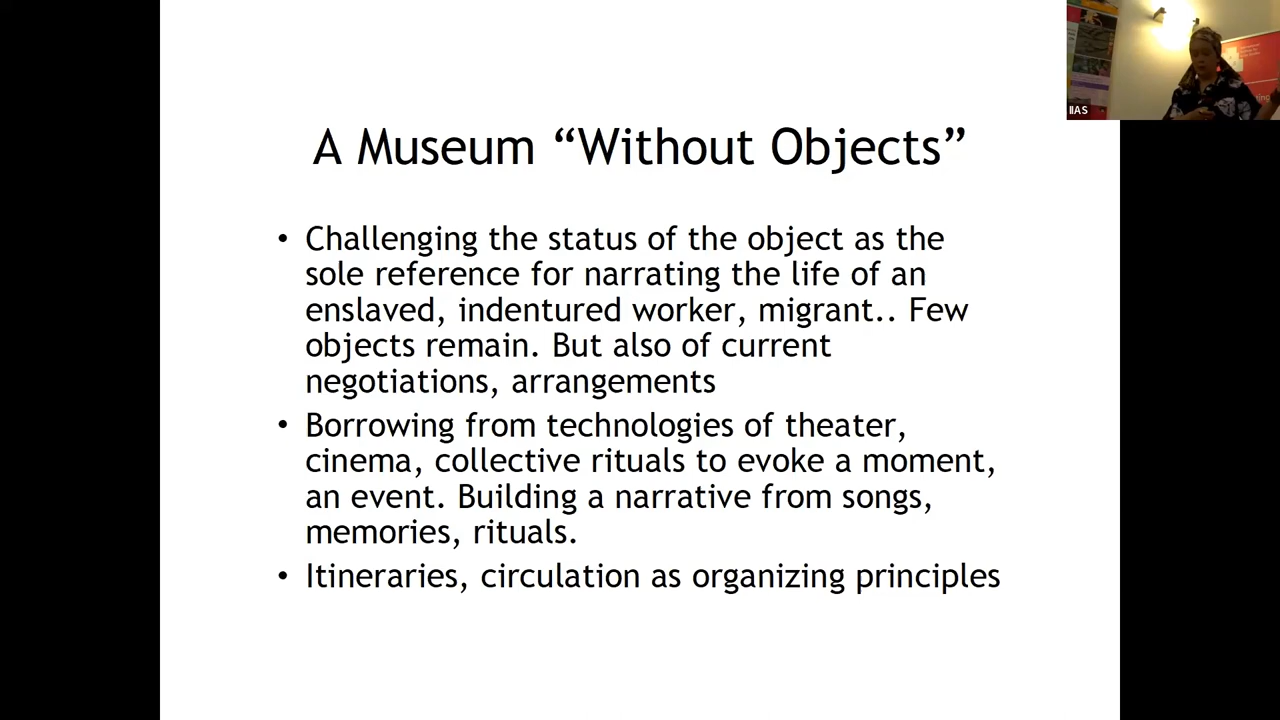 A Museum “Without Objects”
• Challenging the status of the object as the
sole reference for narrating the life of an
enslaved, indentured worker, migrant.. Few
objects remain. But also of current
negotiations, arrangements
• Borrowing from technologies of theater,
cinema, collective rituals to evoke a moment,
an event. Building a narrative from songs,
memories, rituals.
• Itineraries, circulation as organizing principles
IIAS